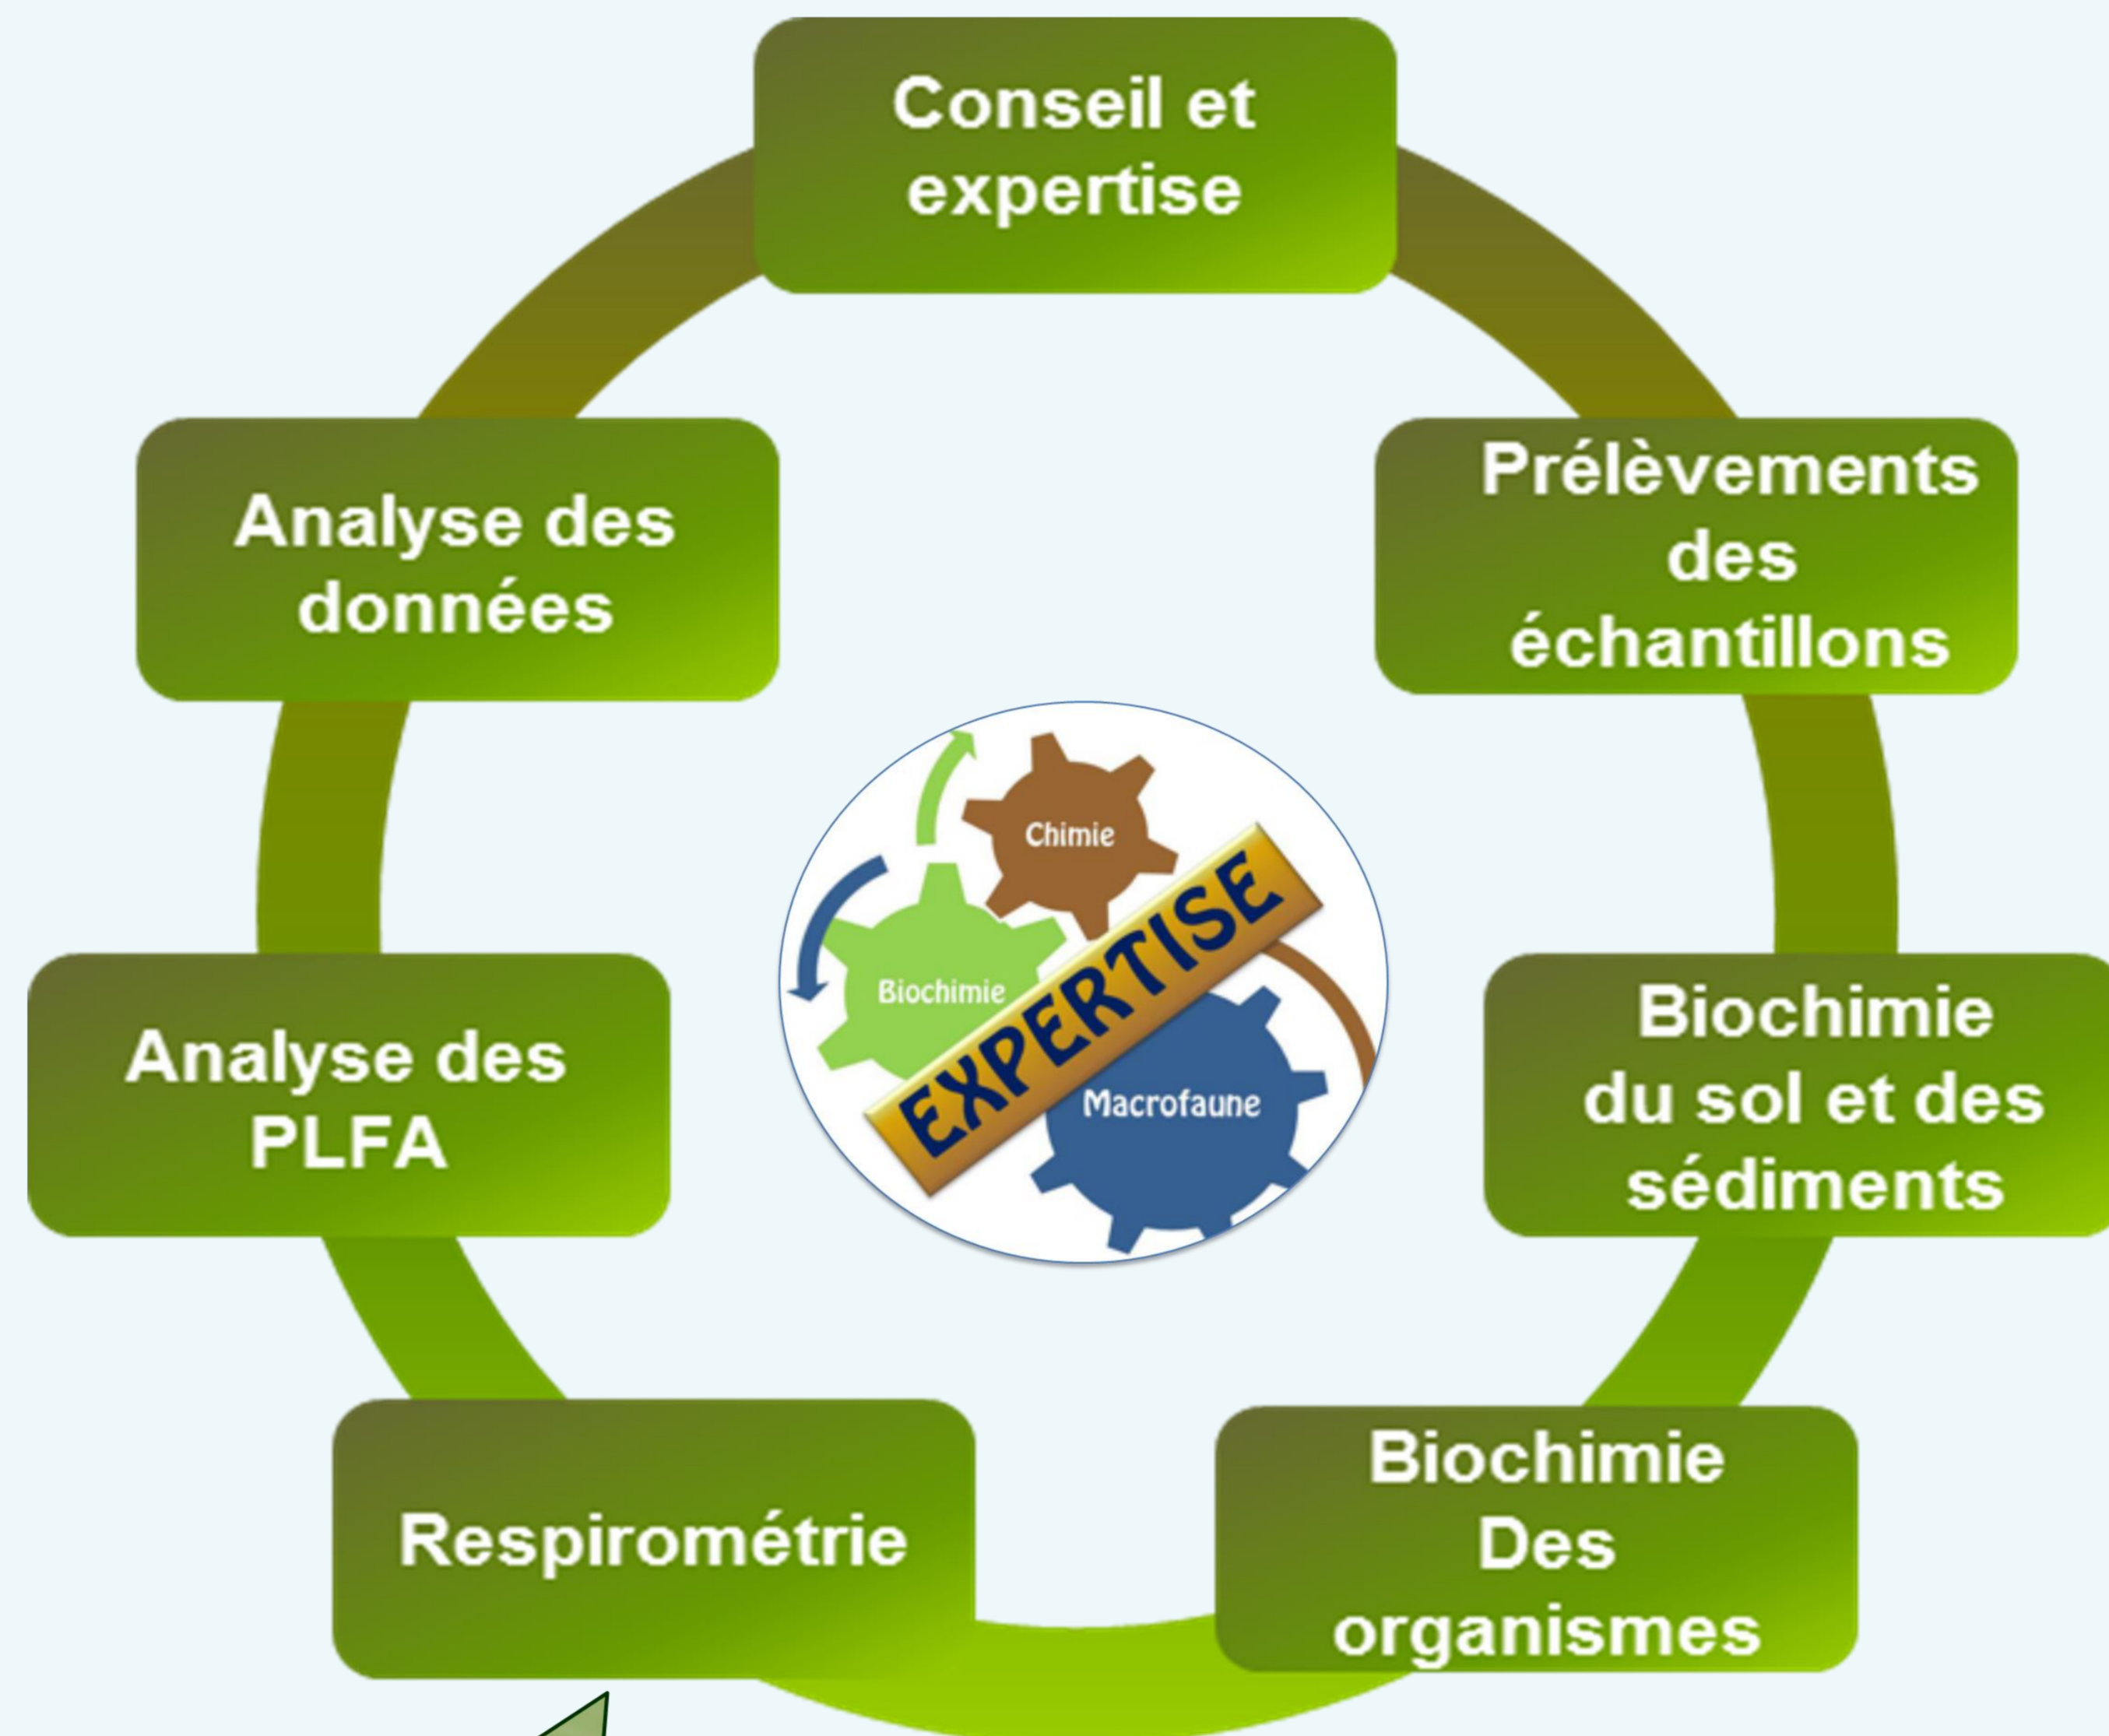 Conseil et
expertise
Prélèvements
des
échantillons
Biochimie
du sol et des
sédiments
Biochimie
Des
organismes
Respirométrie
Analyse des
PLFA
Analyse des
données
Chimie
Biochimie
EXPERTISE
Macrofaune